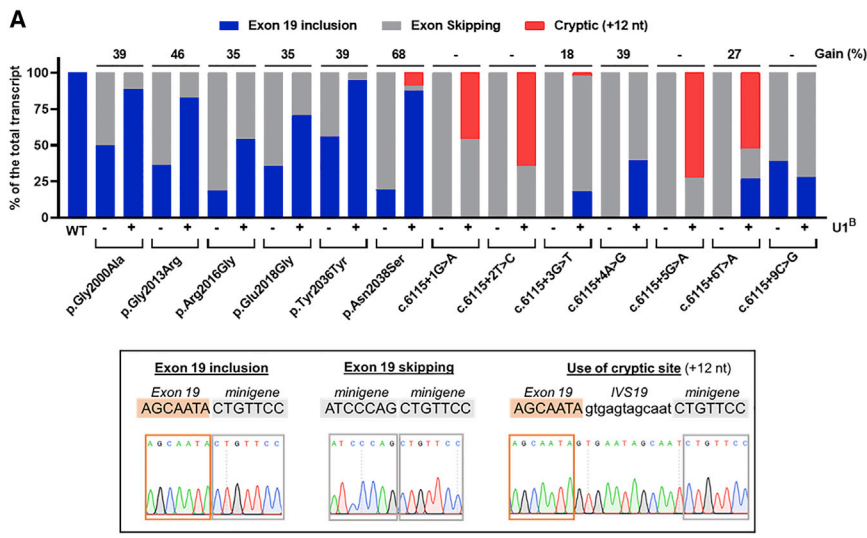 A
Exon 19 inclusion Exon Skipping Cryptic (+12 nt)
39 46 35 35 39 68 - - 18 39 - 27 - Gain (%)
% of the total transcript
100
75
50
25
0
WT - + - + - + - + - + - + - + - + - + - + - + - + - + U1B
p.Gly2000Ala
p.Gly2013Arg
p.Arg2016Gly
p.Glu2018Gly
p.Tyr2036Tyr
p.Asn2038Ser
c.6115+1G>A
c.6115+2T>C
c.6115+3G>T
c.6115+4A>G
c.6115+5G>A
c.6115+6T>A
c.6115+9C>G
Exon 19 inclusion Exon 19 skipping Use of cryptic site (+12 nt)
Exon 19 minigene minigene minigene Exon 19 IVS19 minigene
AGCAATA CTGTTCC ATCCCAG CTGTTCC AGCAATA gtgagtagcaat CTGTTCC
AGCAATACTGTTCC ATCCCAGCTGTTCC AGCAATAGTGAATAGCAATCTGTTCC